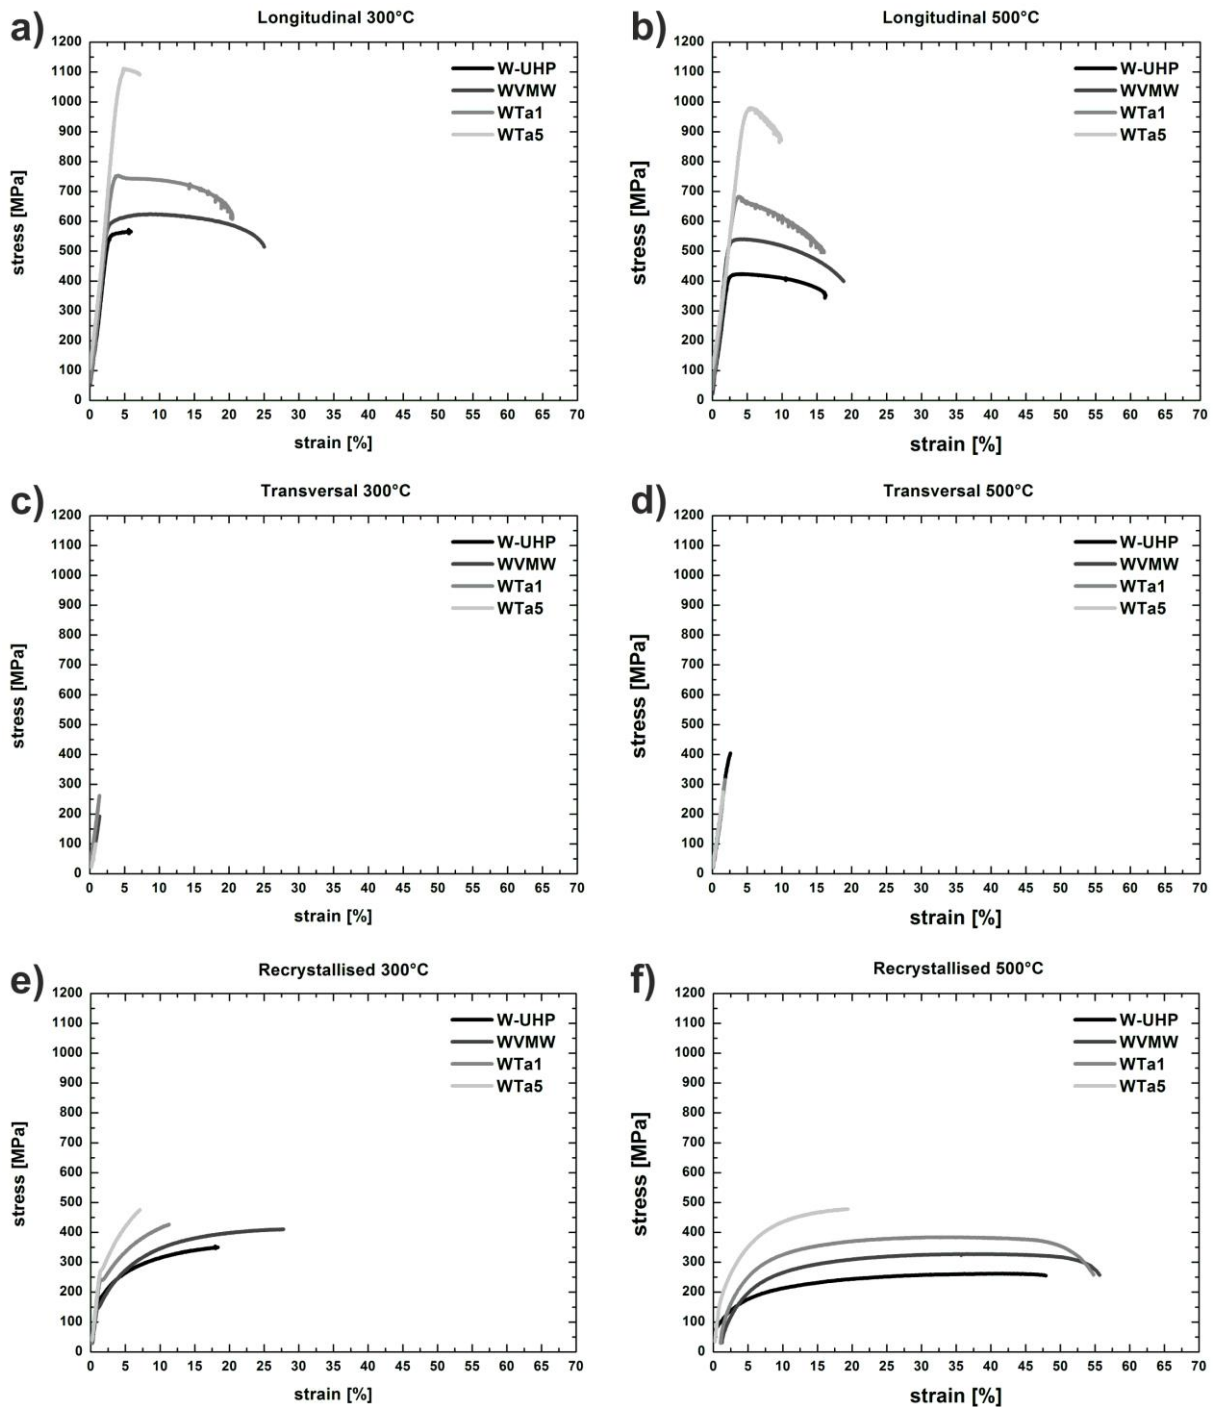 a)
Longitudinal 300°C
stress [MPa]
1200
1100
1000
900
800
700
600
500
400
300
200
100
0
W-UHP
WVMW
WTa1
WTa5
0 5 10 15 20 25 30 35 40 45 50 55 60 65 70
strain [%]
b)
Longitudinal 500°C
stress [MPa]
1200
1100
1000
900
800
700
600
500
400
300
200
100
0
W-UHP
WVMW
WTa1
WTa5
0 5 10 15 20 25 30 35 40 45 50 55 60 65 70
strain [%]
c)
Transversal 300°C
stress [MPa]
1200
1100
1000
900
800
700
600
500
400
300
200
100
0
W-UHP
WVMW
WTa1
WTa5
0 5 10 15 20 25 30 35 40 45 50 55 60 65 70
strain [%]
d)
Transversal 500°C
stress [MPa]
1200
1100
1000
900
800
700
600
500
400
300
200
100
0
W-UHP
WVMW
WTa1
WTa5
0 5 10 15 20 25 30 35 40 45 50 55 60 65 70
strain [%]
e)
Recrystallised 300°C
stress [MPa]
1200
1100
1000
900
800
700
600
500
400
300
200
100
0
W-UHP
WVMW
WTa1
WTa5
0 5 10 15 20 25 30 35 40 45 50 55 60 65 70
strain [%]
f)
Recrystallised 500°C
stress [MPa]
1200
1100
1000
900
800
700
600
500
400
300
200
100
0
W-UHP
WVMW
WTa1
WTa5
0 5 10 15 20 25 30 35 40 45 50 55 60 65 70
strain [%]